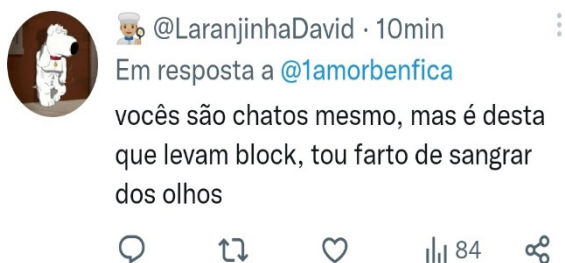 @LaranjinhaDavid · 10min
Em resposta a @1amorbenfica
vocês são chatos mesmo, mas é desta
que levam block, tou farto de sangrar
dos olhos
84